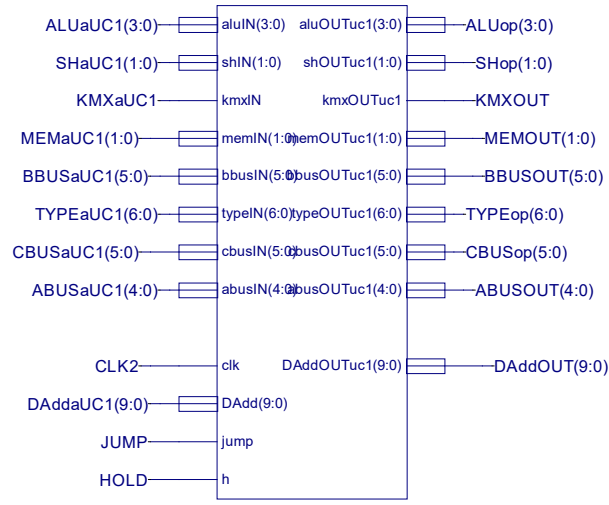 ALUaUC1(3:0) aluIN(3:0) aluOUTuc1(3:0) ALUop(3:0)
SHaUC1(1:0) shIN(1:0) shOUTuc1(1:0) SHop(1:0)
KMXaUC1 kmxIN kmxOUTuc1 KMXOUT
MEMaUC1(1:0) memIN(1:0) memOUTuc1(1:0) MEMOUT(1:0)
BBUSaUC1(5:0) bbusIN(5:0) bbusOUTuc1(5:0) BBUSOUT(5:0)
TYPEaUC1(6:0) typeIN(6:0) typeOUTuc1(6:0) TYPEop(6:0)
CBUSaUC1(5:0) cbusIN(5:0) cbusOUTuc1(5:0) CBUSop(5:0)
ABUSaUC1(4:0) abusIN(4:0) abusOUTuc1(4:0) ABUSOUT(4:0)
CLK2 clk DAddOUTuc1(9:0) DAddOUT(9:0)
DAddaUC1(9:0) DAdd(9:0)
JUMP jump
HOLD h